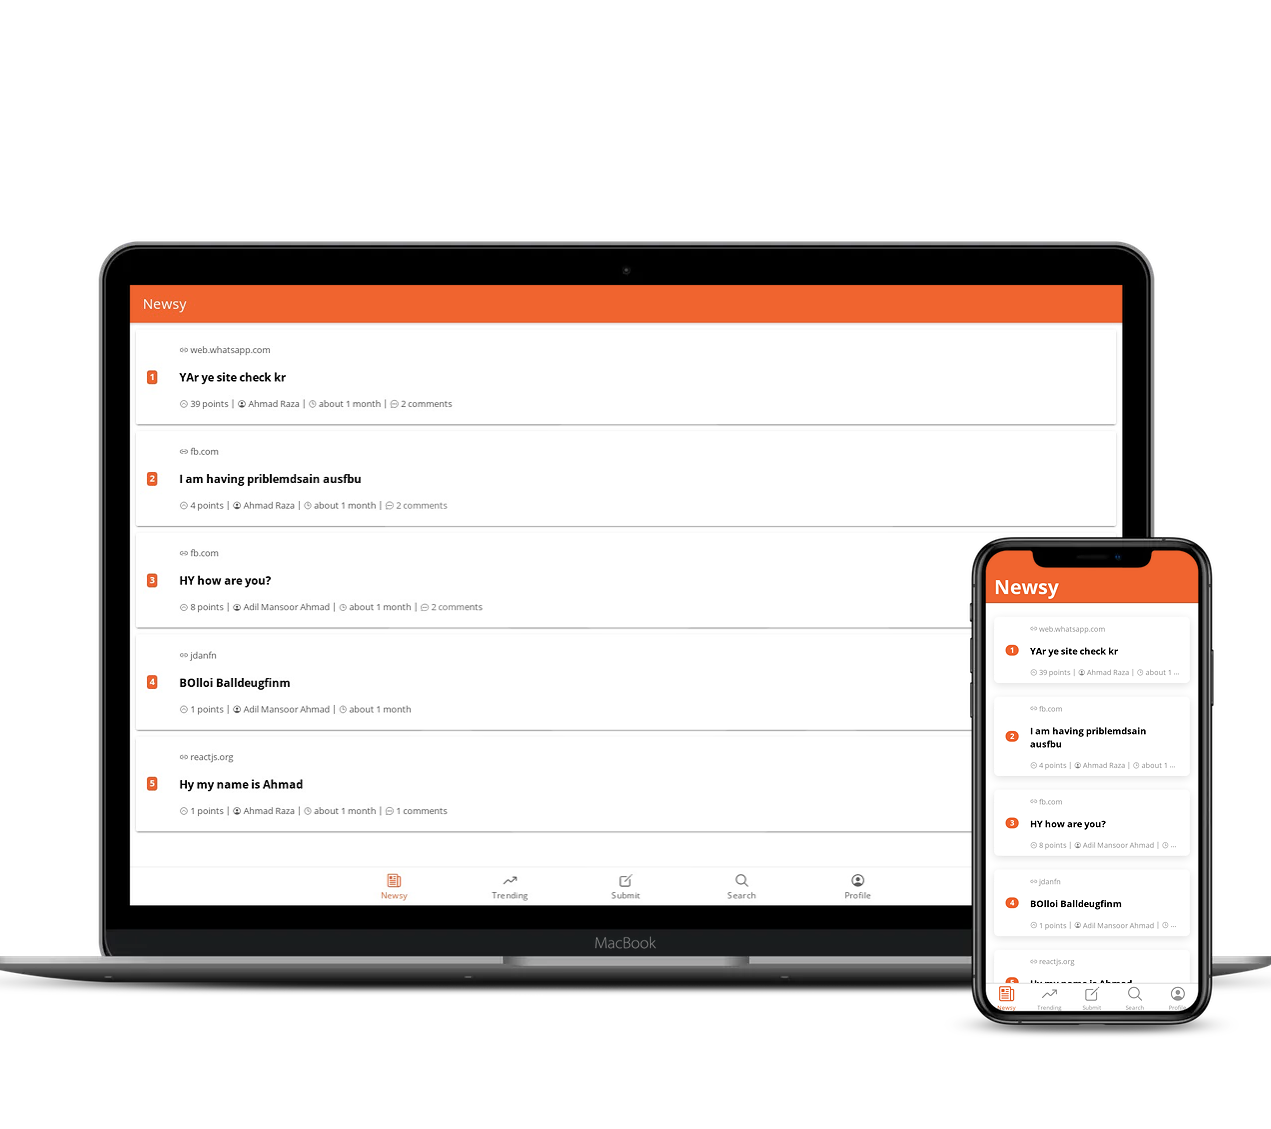 Newsy
web.whatsapp.com
1
YAr ye site check kr
39 points | Ahmad Raza | about 1 month | 2 comments
fb.com
2
I am having priblemdsain ausfbu
4 points | Ahmad Raza | about 1 month | 2 comments
fb.com
3
HY how are you?
8 points | Adil Mansoor Ahmad | about 1 month | 2 comments
jdanfn
4
BOlloi Balldeugfinm
1 points | Adil Mansoor Ahmad | about 1 month
reactjs.org
5
Hy my name is Ahmad
1 points | Ahmad Raza | about 1 month | 1 comments
Newsy Trending Submit Search Profile
MacBook
Newsy
web.whatsapp.com
1
YAr ye site check kr
39 points | Ahmad Raza | about 1 ...
fb.com
2
I am having priblemdsain
ausfbu
4 points | Ahmad Raza | about 1 ...
fb.com
3
HY how are you?
8 points | Adil Mansoor Ahmad | ...
jdanfn
4
BOlloi Balldeugfinm
1 points | Adil Mansoor Ahmad | ...
reactjs.org
5
Hy my name is Ahmad
Newsy Trending Submit Search Profile